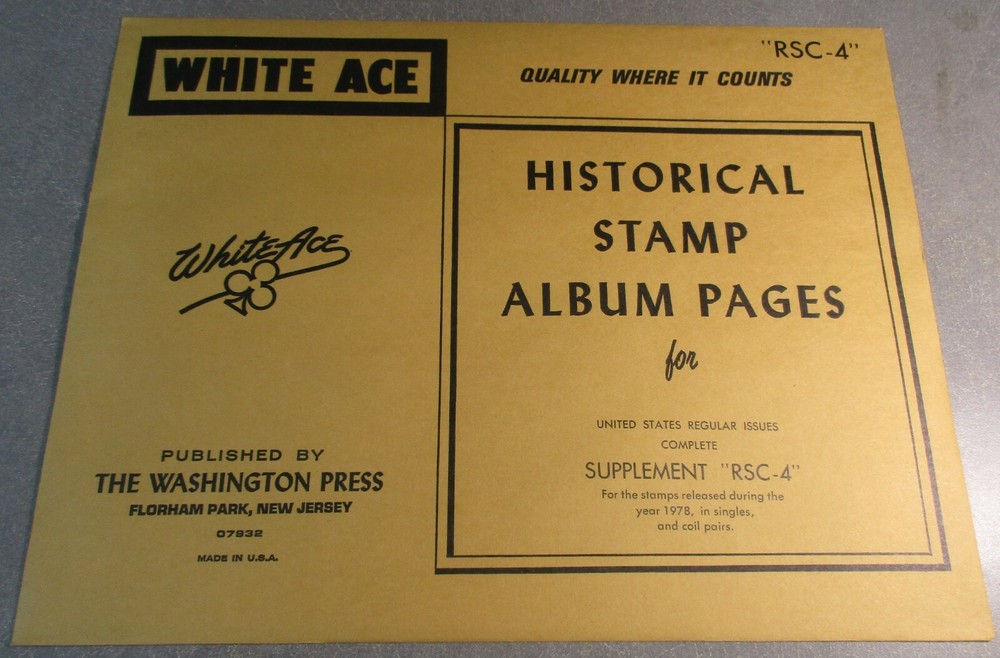 WHITE ACE
"RSC-4"
QUALITY WHERE IT COUNTS
HISTORICAL
STAMP
ALBUM PAGES
for
UNITED STATES REGULAR ISSUES
COMPLETE
SUPPLEMENT "RSC-4"
For the stamps released during the
year 1978, in singles,
and coil pairs.
White Ace
PUBLISHED BY
THE WASHINGTON PRESS
FLORHAM PARK, NEW JERSEY
07932
MADE IN U.S.A.